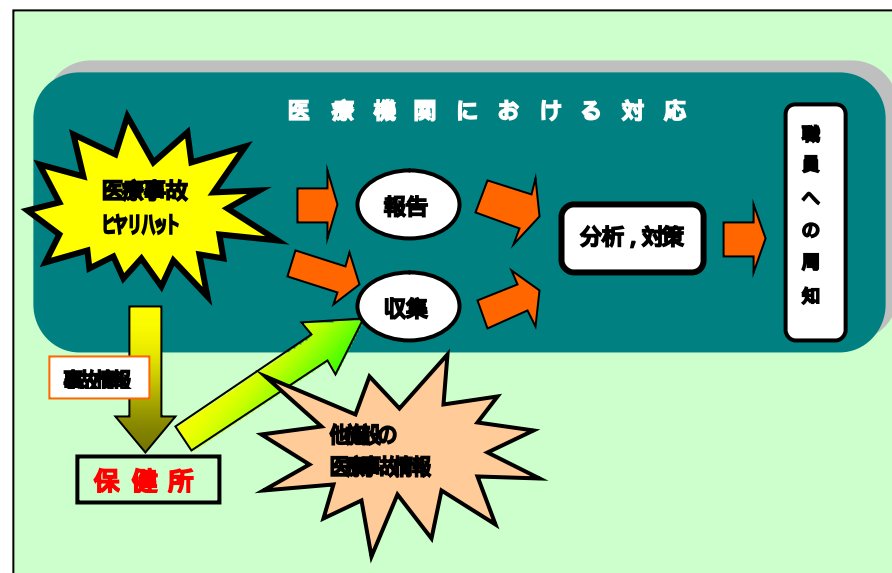 医療機関における対応
医療事故
ヒヤリハット
報告
収集
分析,対策
職員への周知
事故情報
保健所
他施設の
医療事故情報